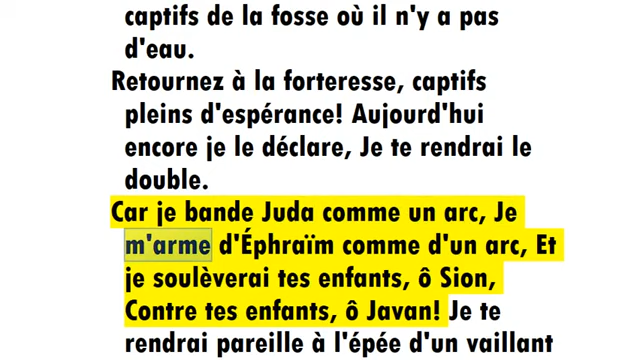 captifs de la fosse où il n'y a pas
d'eau.
Retournez à la forteresse, captifs
pleins d'espérance! Aujourd'hui
encore je le déclare, Je te rendrai le
double.
Car je bande Juda comme un arc, Je
m'arme d'Éphraïm comme d'un arc, Et
je soulèverai tes enfants, ô Sion,
Contre tes enfants, ô Javan! Je te
rendrai pareille à l'épée d'un vaillant